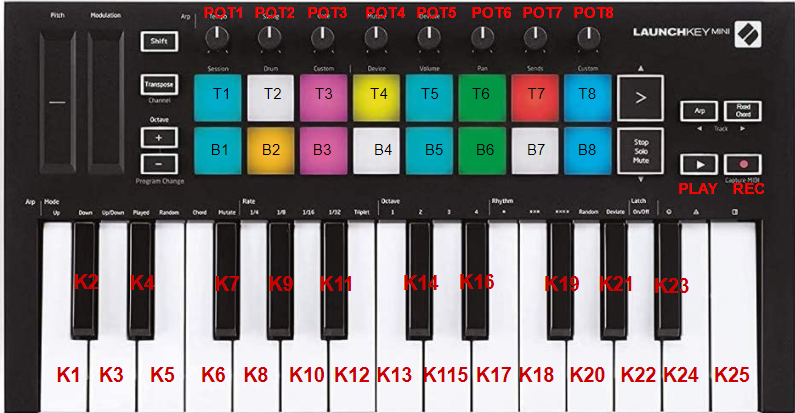 Pitch Modulation Arp POT1 POT2 POT3 POT4 POT5 POT6 POT7 POT8
Shift LAUNCHKEY MINI
Session Drum Custom Device Volume Pan Sends Custom
Transpose T1 T2 T3 T4 T5 T6 T7 T8 >
Channel Arp Fixed Chord
Octave Track
+ B1 B2 B3 B4 B5 B6 B7 B8 Stop Solo Mute
−
Program Change Capture MIDI
PLAY REC
Arp Mode Rate Octave Rhythm Latch
Up Down Up/Down Played Random Chord Mutate 1/4 1/8 1/16 1/32 Triplet 1 2 3 4 Random Deviate On/Off
K2 K4 K7 K9 K11 K14 K16 K19 K21 K23
K1 K3 K5 K6 K8 K10 K12 K13 K115 K17 K18 K20 K22 K24 K25